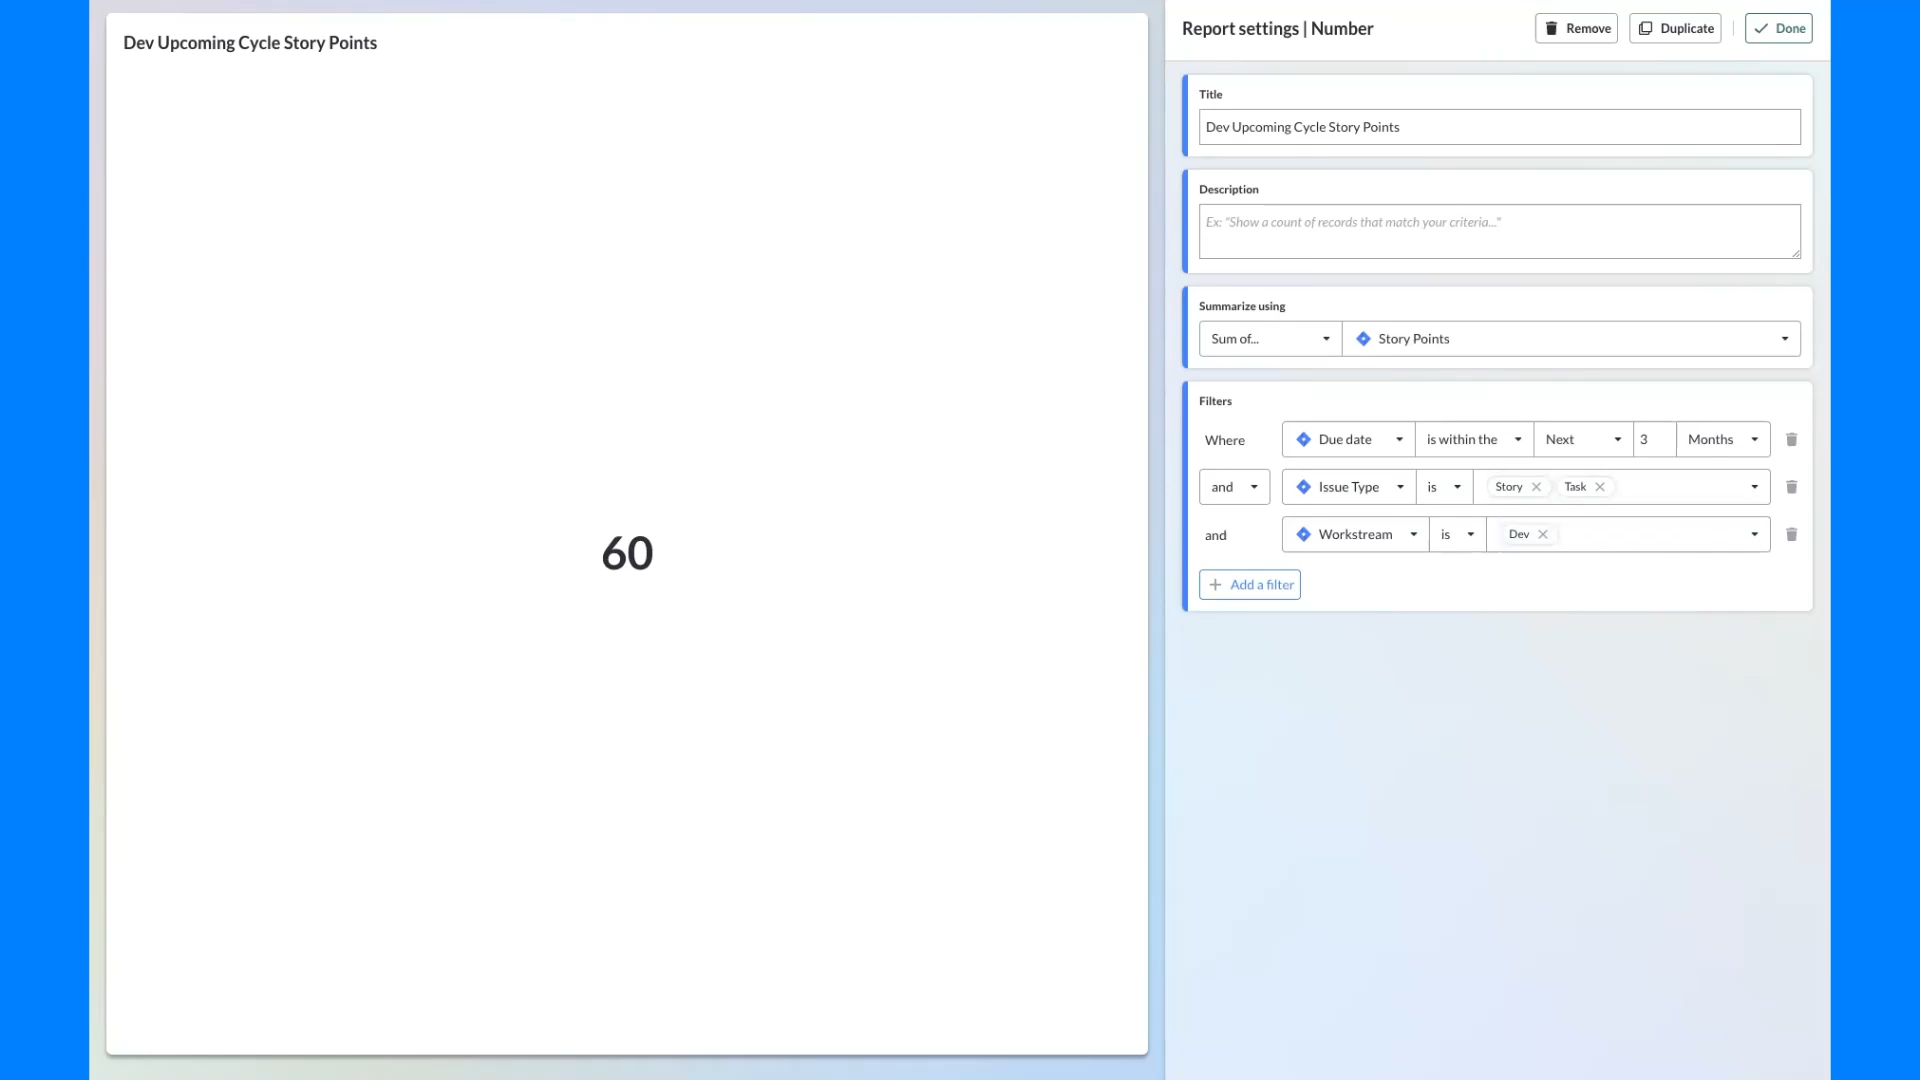 Dev Upcoming Cycle Story Points
60
Report settings | Number
Remove
Duplicate
Done
Title
Dev Upcoming Cycle Story Points
Description
Ex: "Show a count of records that match your criteria..."
Summarize using
Sum of... Story Points
Filters
Where Due date is within the Next 3 Months
and Issue Type is Story Task
and Workstream is Dev
Add a filter